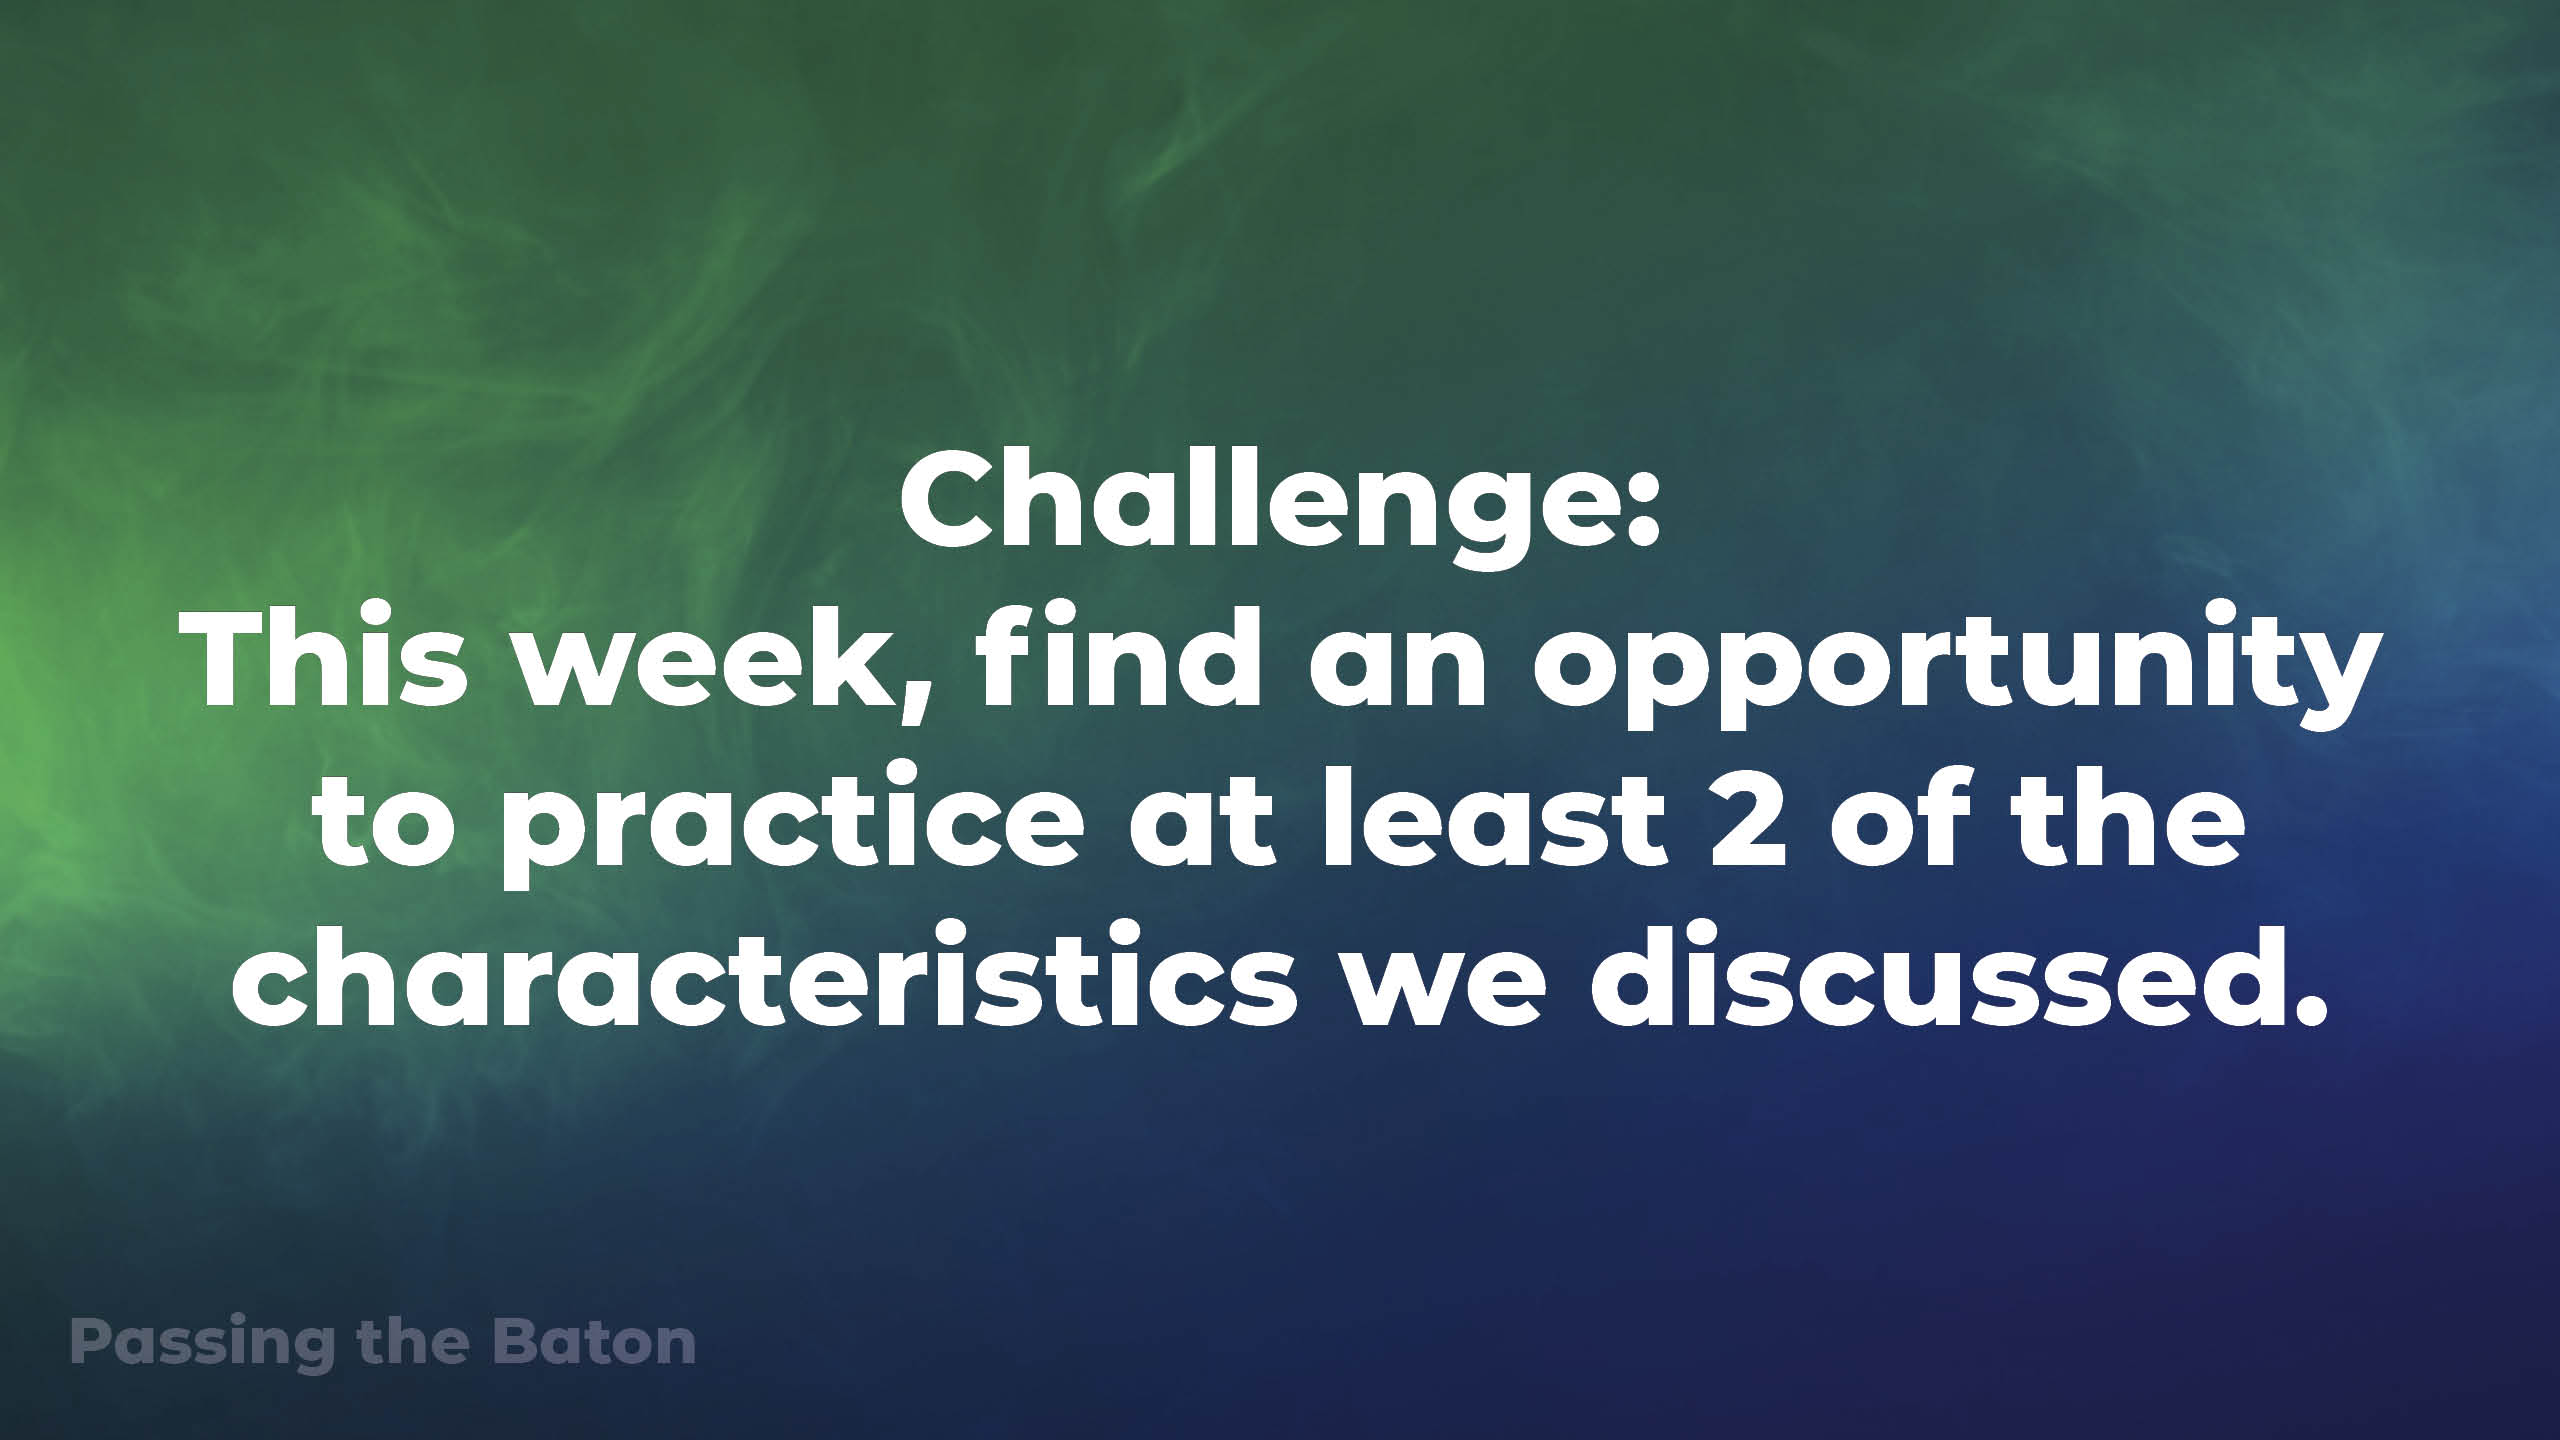 Challenge:
This week, find an opportunity
to practice at least 2 of the
characteristics we discussed.
Passing the Baton